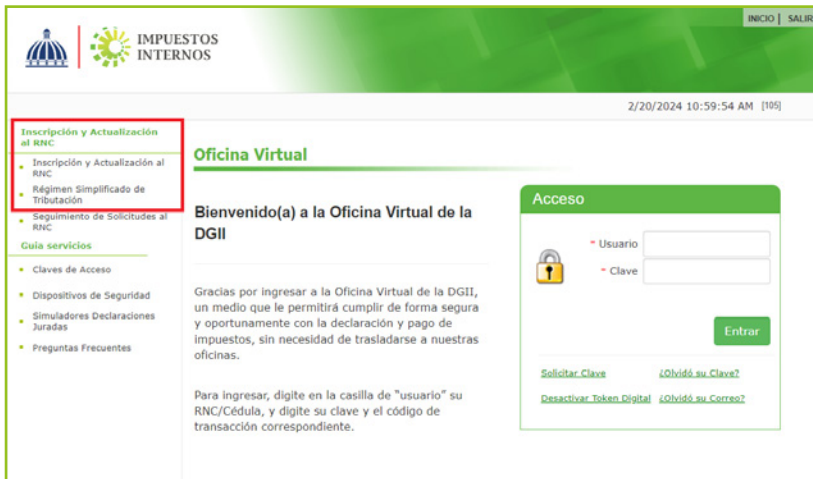 IMPUESTOS
INTERNOS
INICIO | SALIR
2/20/2024 10:59:54 AM [105]
Inscripción y Actualización
al RNC
Inscripción y Actualización al
RNC
Régimen Simplificado de
Tributación
Seguimiento de Solicitudes al
RNC
Guía servicios
Claves de Acceso
Dispositivos de Seguridad
Simuladores Declaraciones
Juradas
Preguntas Frecuentes
Oficina Virtual
Bienvenido(a) a la Oficina Virtual de la
DGII
Gracias por ingresar a la Oficina Virtual de la DGII,
un medio que le permitirá cumplir de forma segura
y oportunamente con la declaración y pago de
impuestos, sin necesidad de trasladarse a nuestras
oficinas.
Para ingresar, digite en la casilla de "usuario" su
RNC/Cédula, y digite su clave y el código de
transacción correspondiente.
Acceso
* Usuario
* Clave
Entrar
Solicitar Clave ¿Olvidó su Clave?
Desactivar Token Digital ¿Olvidó su Correo?